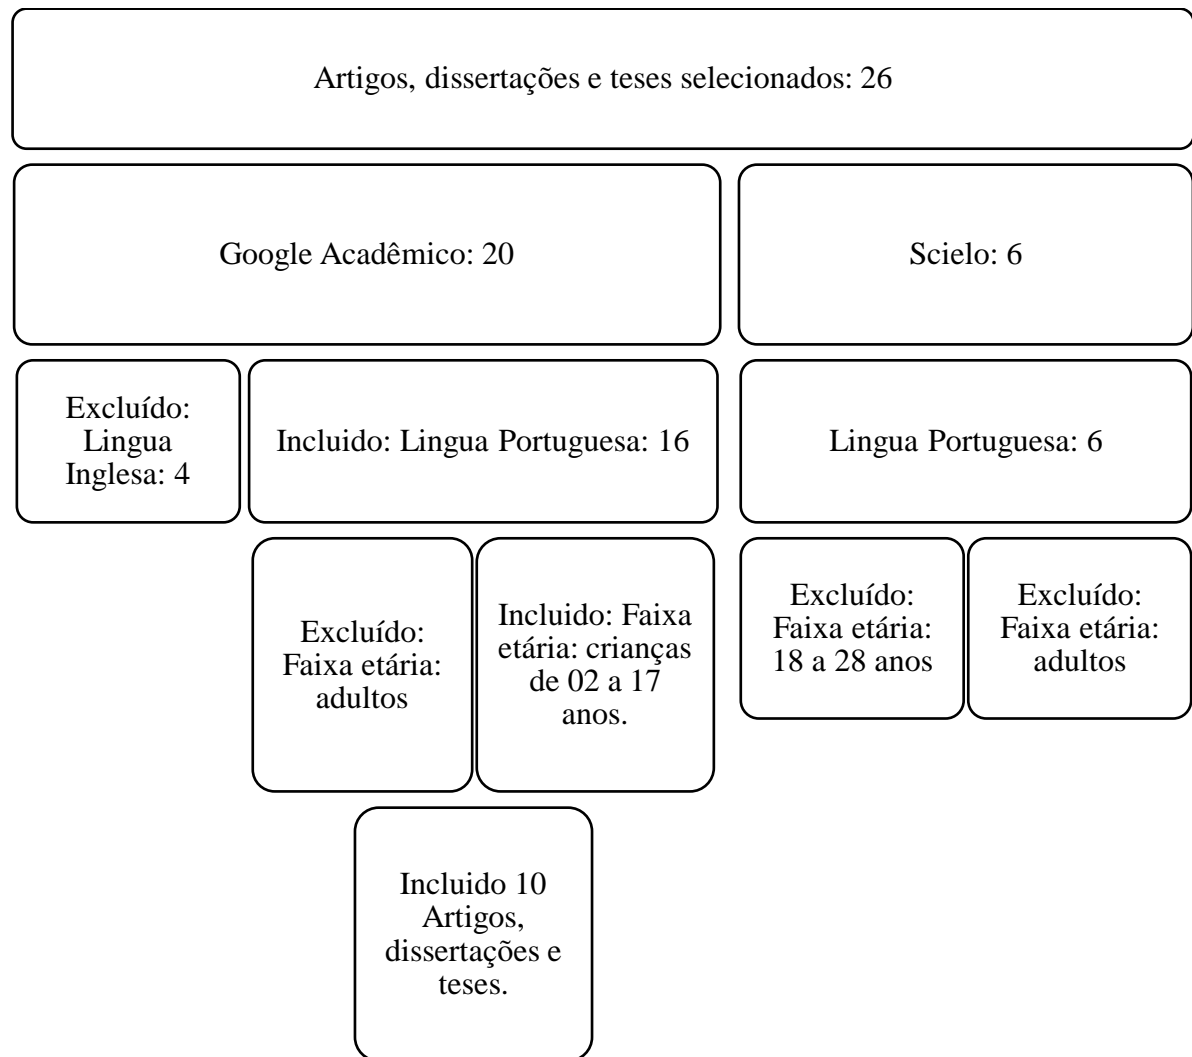 Artigos, dissertações e teses selecionados: 26
Google Acadêmico: 20
Scielo: 6
Excluído:
Lingua
Inglesa: 4
Incluido: Lingua Portuguesa: 16
Lingua Portuguesa: 6
Excluído:
Faixa etária:
adultos
Incluido: Faixa
etária: crianças
de 02 a 17
anos.
Excluído:
Faixa etária:
18 a 28 anos
Excluído:
Faixa etária:
adultos
Incluido 10
Artigos,
dissertações e
teses.